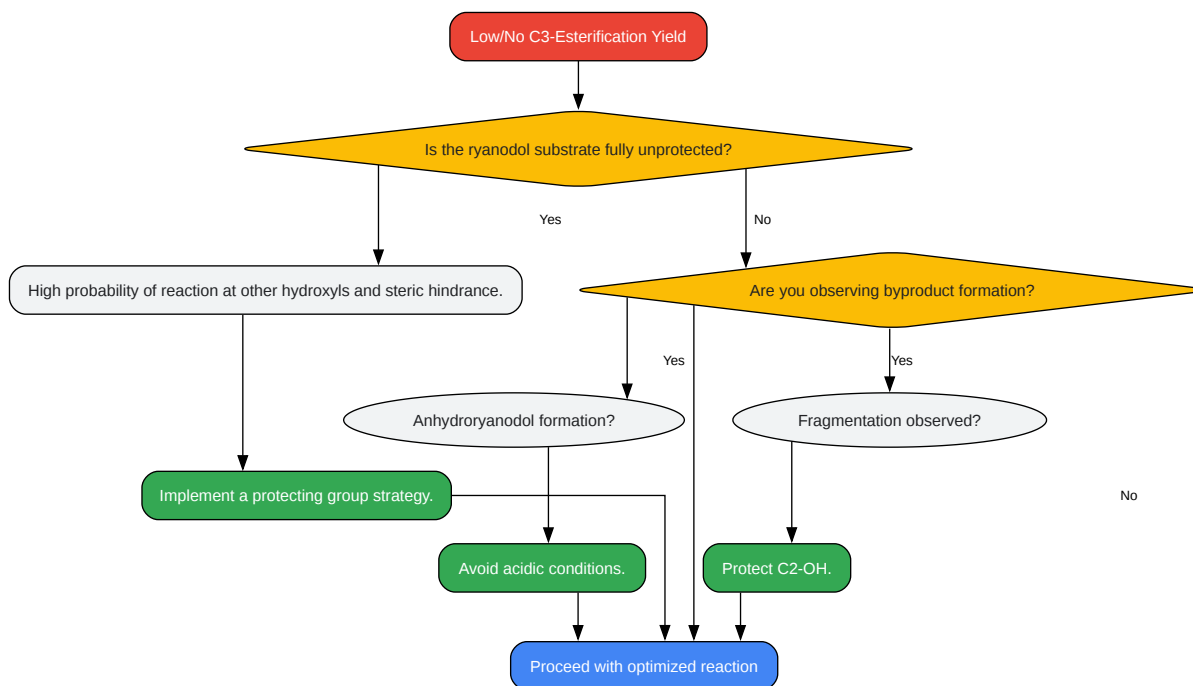 Low/No C3-Esterification Yield
Is the ryanodol substrate fully unprotected?
Yes
No
High probability of reaction at other hydroxyls and steric hindrance.
Are you observing byproduct formation?
Yes
Yes
Anhydroryanodol formation?
Fragmentation observed?
Implement a protecting group strategy.
No
Avoid acidic conditions.
Protect C2-OH.
Proceed with optimized reaction